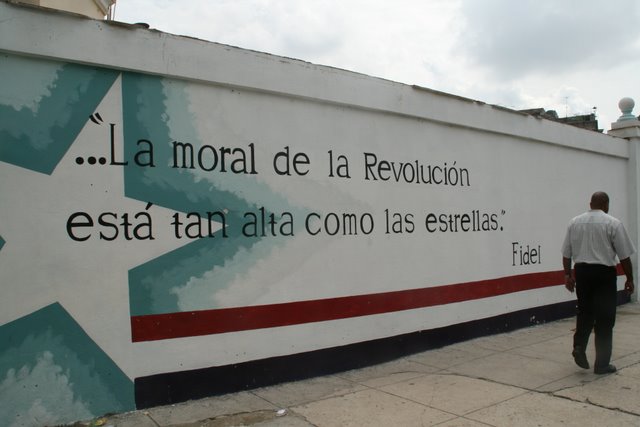 "...La moral de la Revolución
está tan alta como las estrellas."
Fidel